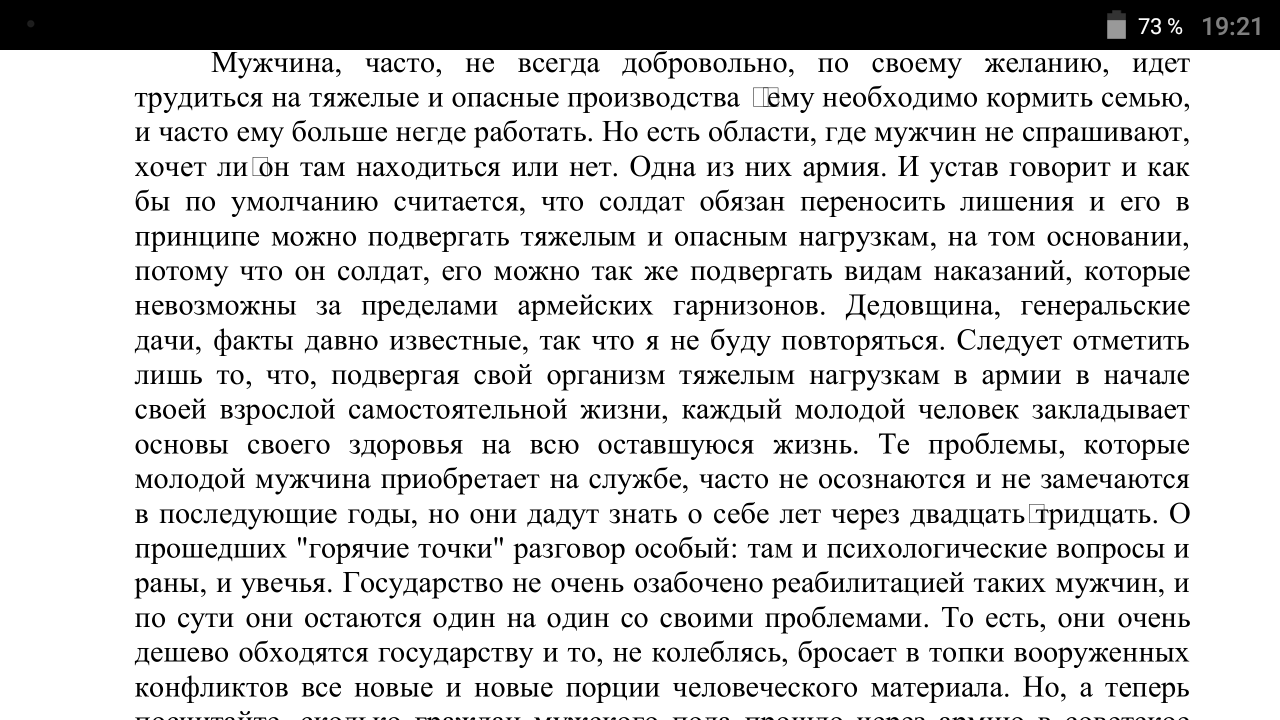 73 % 19:21
Мужчина, часто, не всегда добровольно, по своему желанию, идет
трудиться на тяжелые и опасные производства ему необходимо кормить семью,
и часто ему больше негде работать. Но есть области, где мужчин не спрашивают,
хочет ли он там находиться или нет. Одна из них армия. И устав говорит и как
бы по умолчанию считается, что солдат обязан переносить лишения и его в
принципе можно подвергать тяжелым и опасным нагрузкам, на том основании,
потому что он солдат, его можно так же подвергать видам наказаний, которые
невозможны за пределами армейских гарнизонов. Дедовщина, генеральские
дачи, факты давно известные, так что я не буду повторяться. Следует отметить
лишь то, что, подвергая свой организм тяжелым нагрузкам в армии в начале
своей взрослой самостоятельной жизни, каждый молодой человек закладывает
основы своего здоровья на всю оставшуюся жизнь. Те проблемы, которые
молодой мужчина приобретает на службе, часто не осознаются и не замечаются
в последующие годы, но они дадут знать о себе лет через двадцать тридцать. О
прошедших "горячие точки" разговор особый: там и психологические вопросы и
раны, и увечья. Государство не очень озабочено реабилитацией таких мужчин, и
по сути они остаются один на один со своими проблемами. То есть, они очень
дешево обходятся государству и то, не колеблясь, бросает в топки вооруженных
конфликтов все новые и новые порции человеческого материала. Но, а теперь